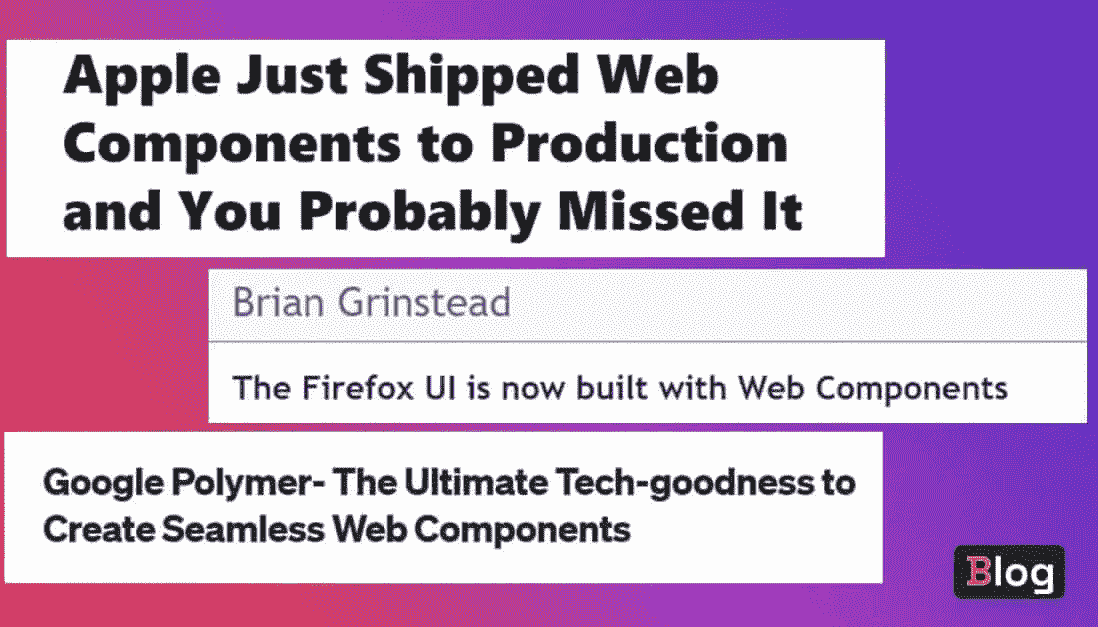 Apple Just Shipped Web
Components to Production
and You Probably Missed It
Brian Grinstead
The Firefox UI is now built with Web Components
Google Polymer- The Ultimate Tech-goodness to
Create Seamless Web Components
Blog